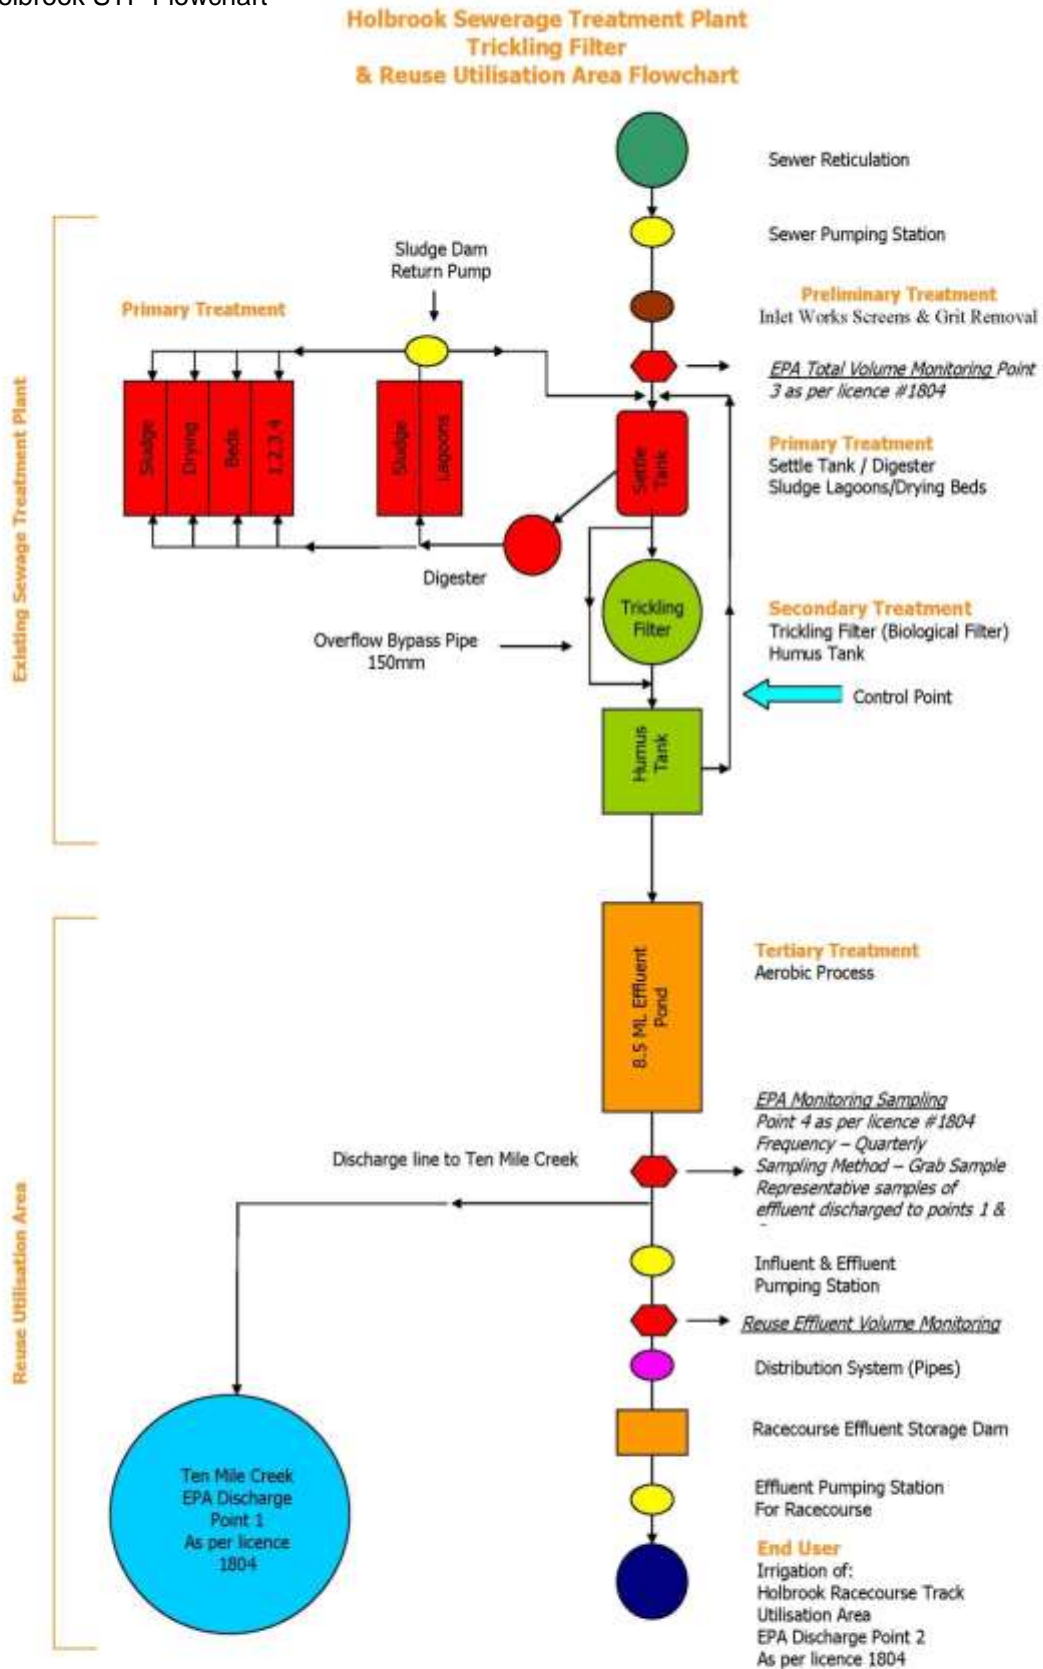 Holbrook STP Flowchart
Holbrook Sewerage Treatment Plant
Trickling Filter
& Reuse Utilisation Area Flowchart
Sewer Reticulation
Sewer Pumping Station
Sludge Dam
Return Pump
Preliminary Treatment
Inlet Works Screens & Grit Removal
Primary Treatment
EPA Total Volume Monitoring Point
3 as per licence #1804
Existing Sewage Treatment Plant
Sludge
Drying
Beds
1,2,3,4
Sludge
Lagoons
Settle
Tank
Primary Treatment
Settle Tank / Digester
Sludge Lagoons/Drying Beds
Digester
Trickling
Filter
Secondary Treatment
Trickling Filter (Biological Filter)
Humus Tank
Overflow Bypass Pipe
150mm
Control Point
Humus
Tank
Reuse Utilisation Area
8.5 ML Effluent
Pond
Tertiary Treatment
Aerobic Process
EPA Monitoring Sampling
Point 4 as per licence #1804
Frequency – Quarterly
Sampling Method – Grab Sample
Representative samples of
effluent discharged to points 1 &
Discharge line to Ten Mile Creek
Influent & Effluent
Pumping Station
Reuse Effluent Volume Monitoring
Distribution System (Pipes)
Racecourse Effluent Storage Dam
Ten Mile Creek
EPA Discharge
Point 1
As per licence
1804
Effluent Pumping Station
For Racecourse
End User
Irrigation of:
Holbrook Racecourse Track
Utilisation Area
EPA Discharge Point 2
As per licence 1804